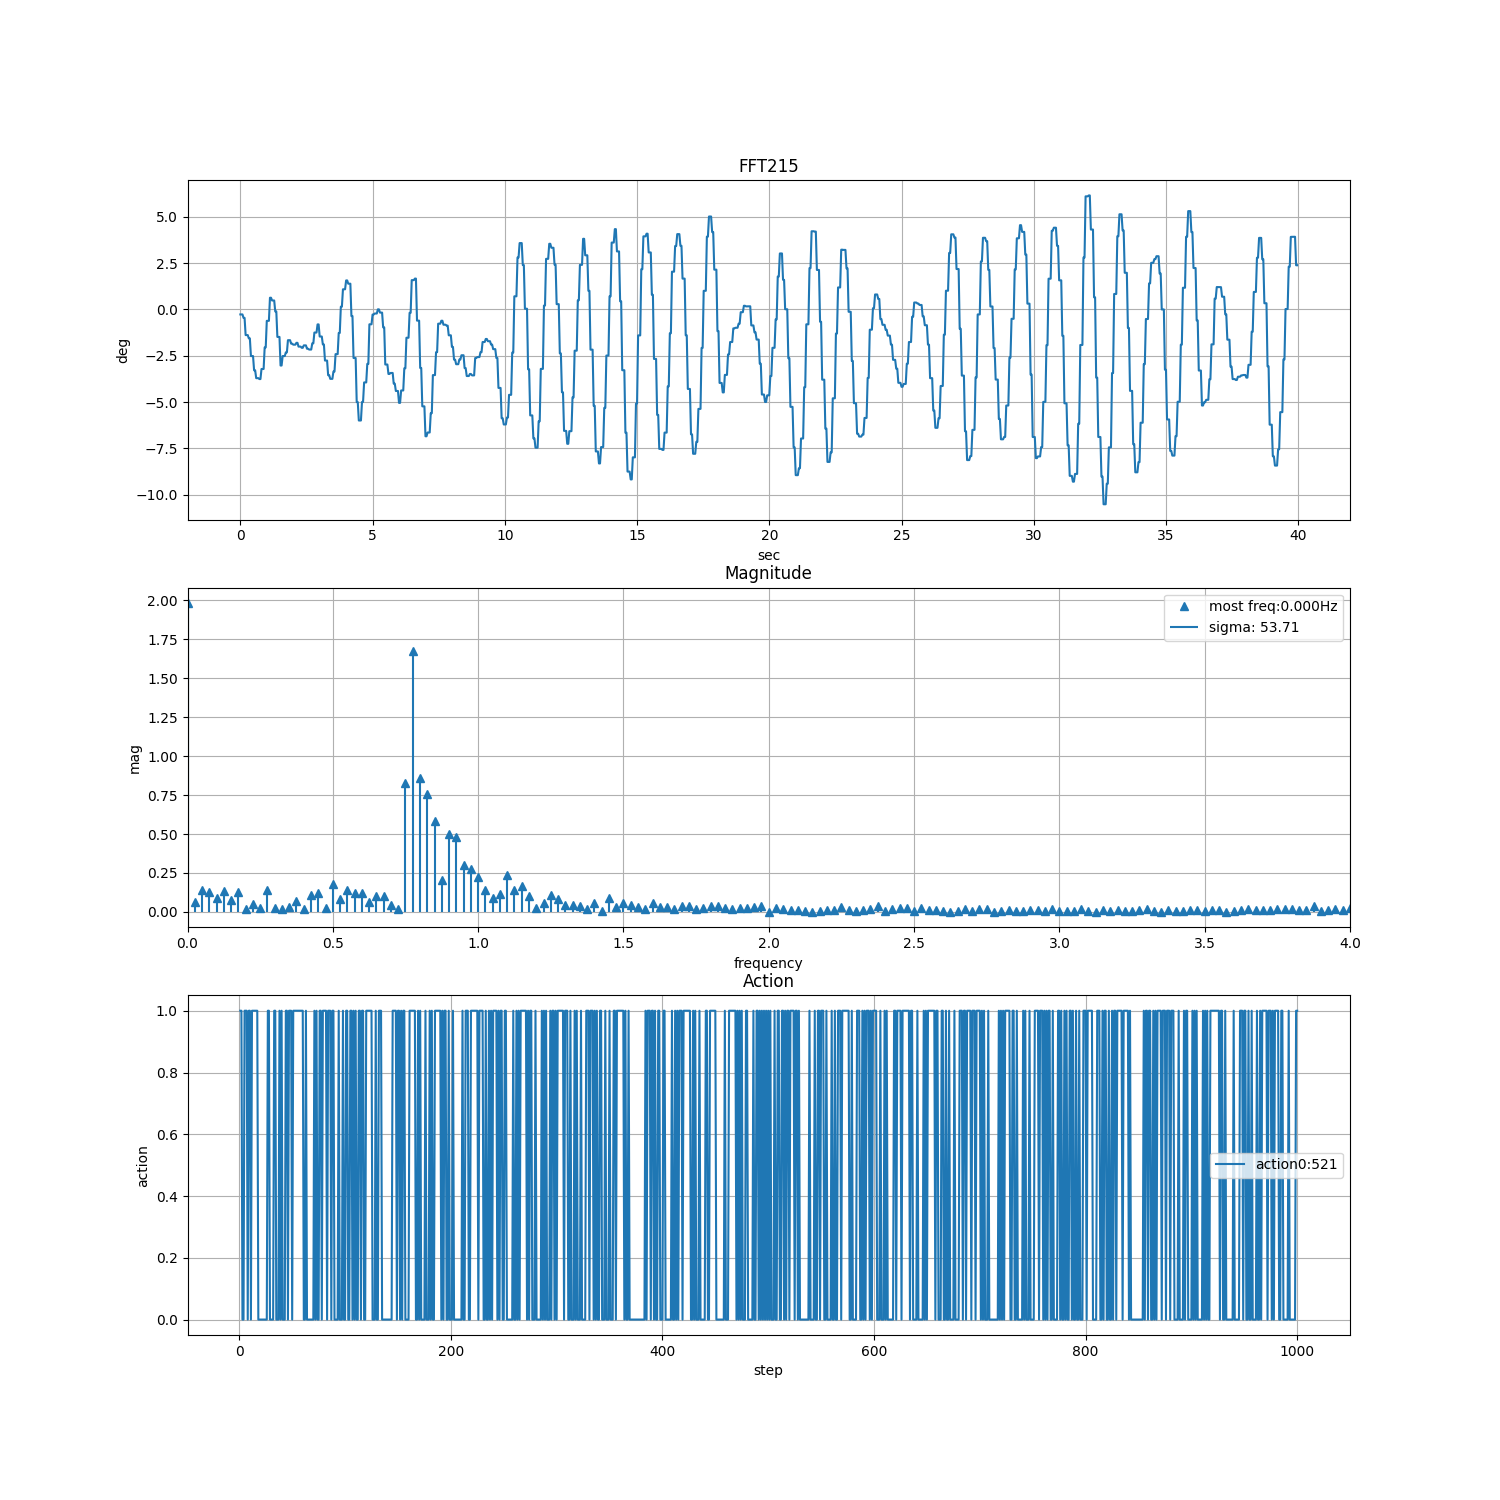 FFT215
5.0
2.5
0.0
−2.5
−5.0
−7.5
−10.0
deg
0 5 10 15 20 25 30 35 40
sec
Magnitude
2.00
1.75
1.50
1.25
1.00
0.75
0.50
0.25
0.00
mag
most freq:0.000Hz
sigma: 53.71
0.0 0.5 1.0 1.5 2.0 2.5 3.0 3.5 4.0
frequency
Action
1.0
0.8
0.6
0.4
0.2
0.0
action
action0:521
0 200 400 600 800 1000
step